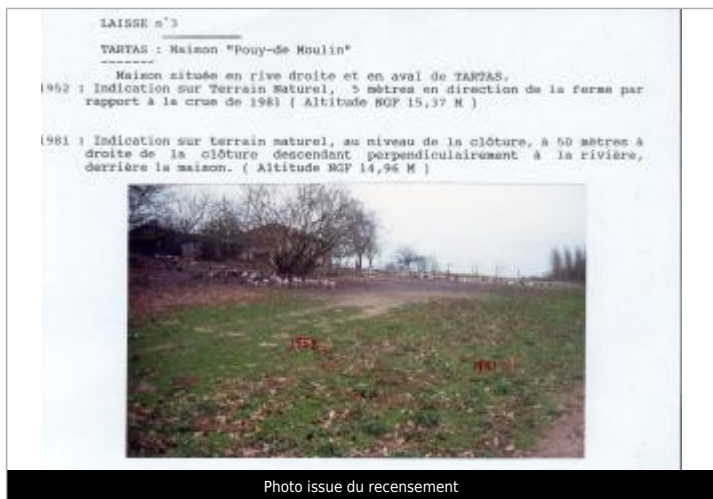 LAISSE n°3
TARTAS : Maison "Pouy-de Moulin"
Maison située en rive droite et en aval de TARTAS.
1952 : Indication sur Terrain Naturel, 5 mètres en direction de la ferme par
rapport à la crue de 1981 ( Altitude NGF 15,37 M )
1981 : Indication sur terrain naturel, au niveau de la clôture, à 50 mètres à
droite de la clôture descendant perpendiculairement à la rivière,
derrière la maison. ( Altitude NGF 14,96 M )
Photo issue du recensement